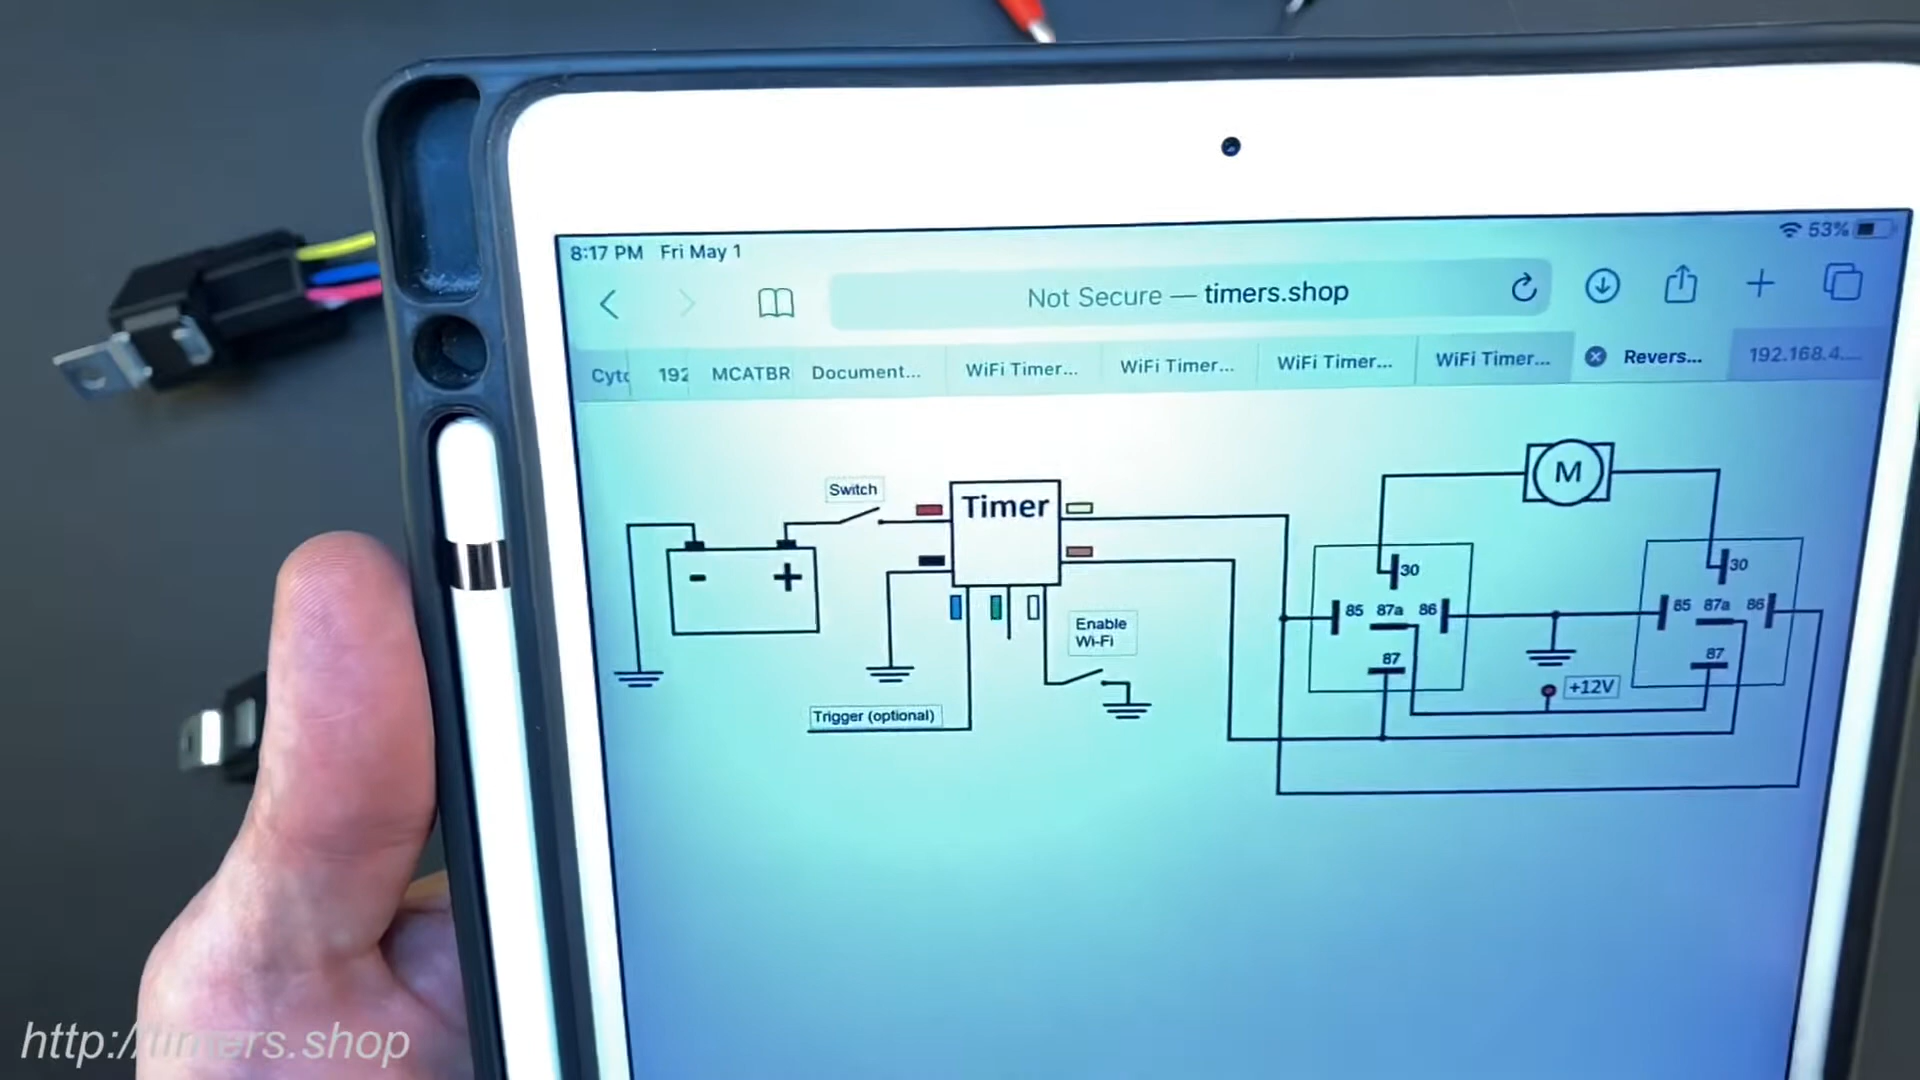 8:17 PM Fri May 1
53%
Not Secure — timers.shop
192
MCATBR
Document...
WiFi Timer...
WiFi Timer...
WiFi Timer...
WiFi Timer...
Revers...
192.168.4....
Switch
Timer
M
- +
30
30
85 87a 86
85 87a 86
Enable
Wi-Fi
87
87
+12V
Trigger (optional)
http://timers.shop